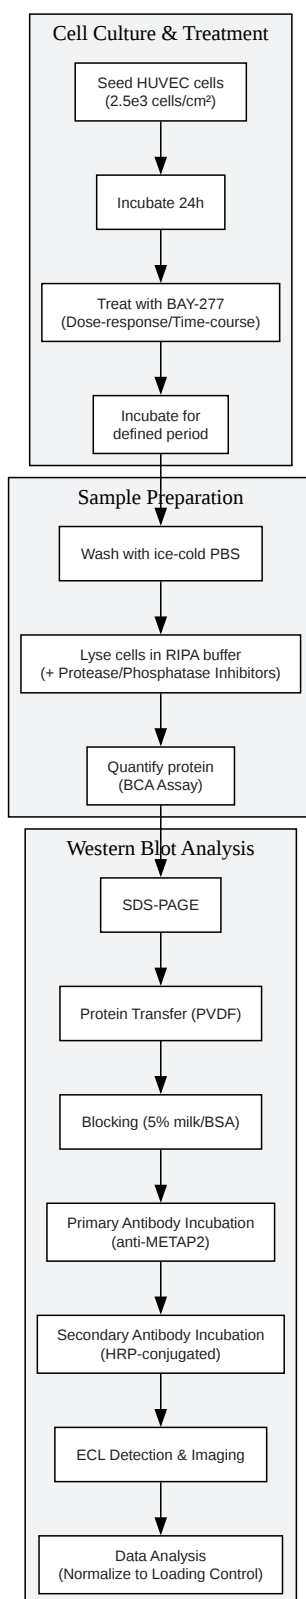 Cell Culture & Treatment
Seed HUVEC cells
(2.5e3 cells/cm²)
Incubate 24h
Treat with BAY-277
(Dose-response/Time-course)
Incubate for
defined period
Sample Preparation
Wash with ice-cold PBS
Lyse cells in RIPA buffer
(+ Protease/Phosphatase Inhibitors)
Quantify protein
(BCA Assay)
Western Blot Analysis
SDS-PAGE
Protein Transfer (PVDF)
Blocking (5% milk/BSA)
Primary Antibody Incubation
(anti-METAP2)
Secondary Antibody Incubation
(HRP-conjugated)
ECL Detection & Imaging
Data Analysis
(Normalize to Loading Control)